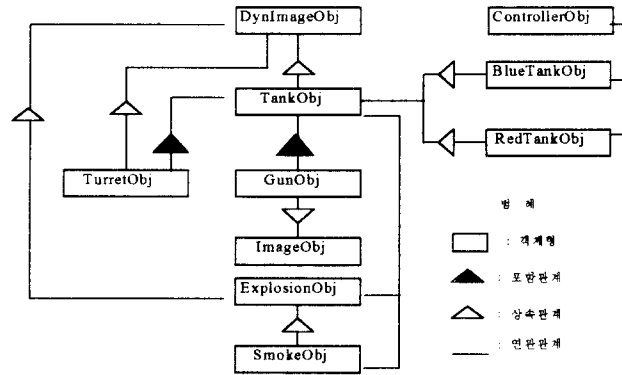 DynImageObj
ControllerObj
BlueTankObj
TankObj
RedTankObj
TurretObj
GunObj
범 례
ImageObj
: 객체형
ExplosionObj
: 포함관계
: 상속관계
SmokeObj
: 연관관계